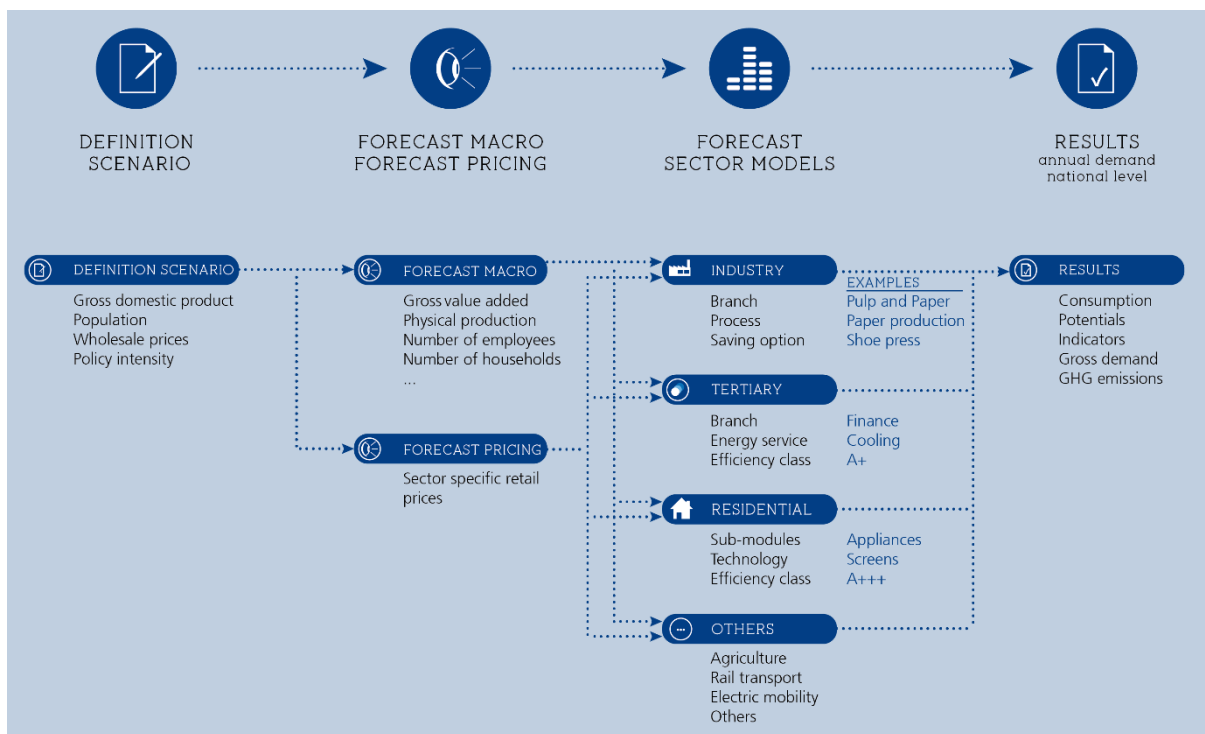 DEFINITION
SCENARIO
FORECAST MACRO
FORECAST PRICING
FORECAST
SECTOR MODELS
RESULTS
annual demand
national level
DEFINITION SCENARIO
Gross domestic product
Population
Wholesale prices
Policy intensity
FORECAST MACRO
Gross value added
Physical production
Number of employees
Number of households
...
FORECAST PRICING
Sector specific retail
prices
INDUSTRY
EXAMPLES
Branch
Pulp and Paper
Process
Paper production
Saving option
Shoe press
TERTIARY
Branch
Finance
Energy service
Cooling
Efficiency class
A+
RESIDENTIAL
Sub-modules
Appliances
Technology
Screens
Efficiency class
A+++
OTHERS
Agriculture
Rail transport
Electric mobility
Others
RESULTS
Consumption
Potentials
Indicators
Gross demand
GHG emissions